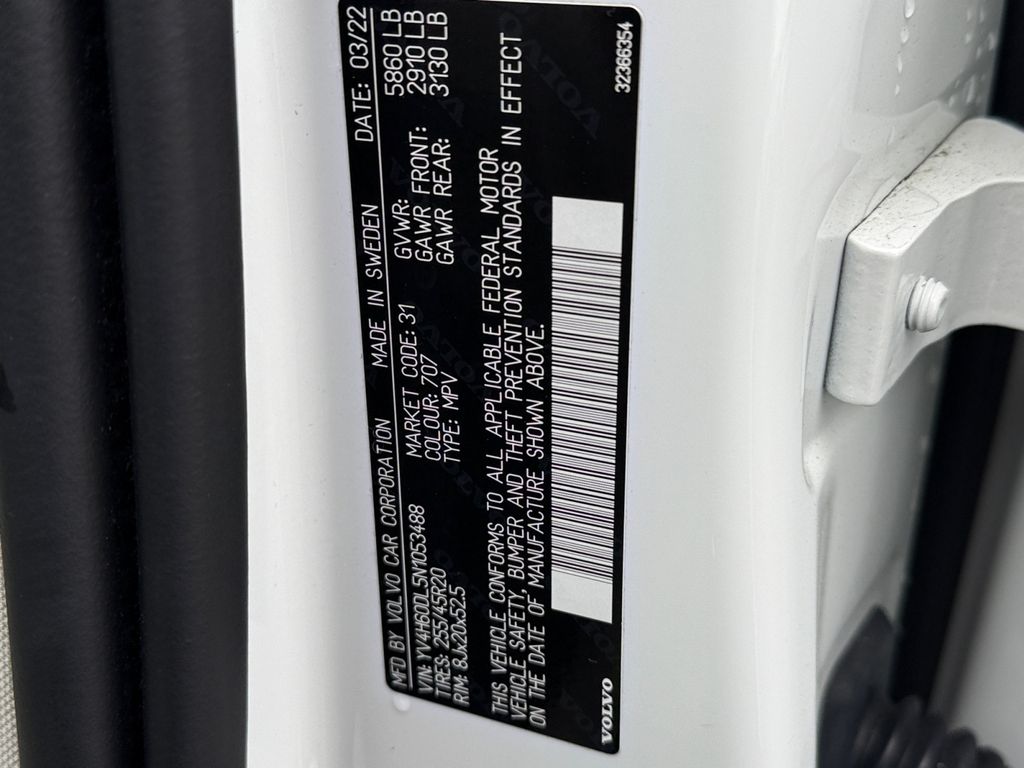 MFD BY VOLVO CAR CORPORATION MADE IN SWEDEN DATE: 03/22
VIN: YV4H60DL5N1053488 MARKET CODE: 31 GVWR: 5860 LB
TIRES: 255/45R20 COLOUR: 707 GAWR FRONT: 2910 LB
RIM: 8Jx20x52.5 TYPE: MPV GAWR REAR: 3130 LB
THIS VEHICLE CONFORMS TO ALL APPLICABLE FEDERAL MOTOR
VEHICLE SAFETY, BUMPER AND THEFT PREVENTION STANDARDS IN EFFECT
ON THE DATE OF MANUFACTURE SHOWN ABOVE.
VOLVO 32366354